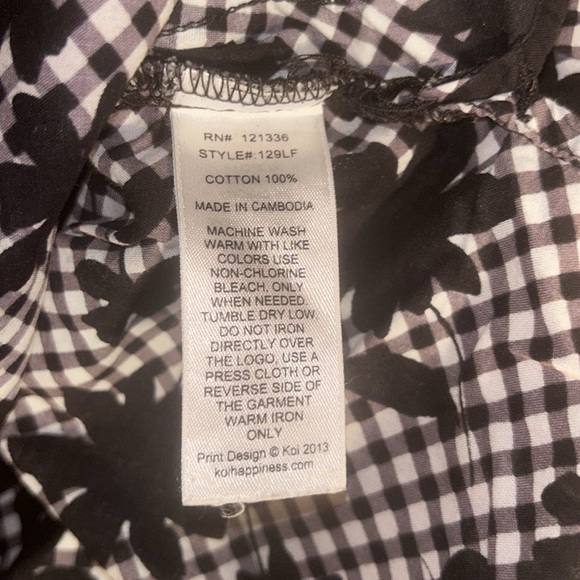 RN# 121336
STYLE#:129LF
COTTON 100%
MADE IN CAMBODIA
MACHINE WASH
WARM WITH LIKE
COLORS USE
NON-CHLORINE
BLEACH, ONLY
WHEN NEEDED.
TUMBLE DRY LOW.
DO NOT IRON
DIRECTLY OVER
THE LOGO, USE A
PRESS CLOTH OR
REVERSE SIDE OF
THE GARMENT
WARM IRON
ONLY
Print Design © Koi 2013
koihappiness.com